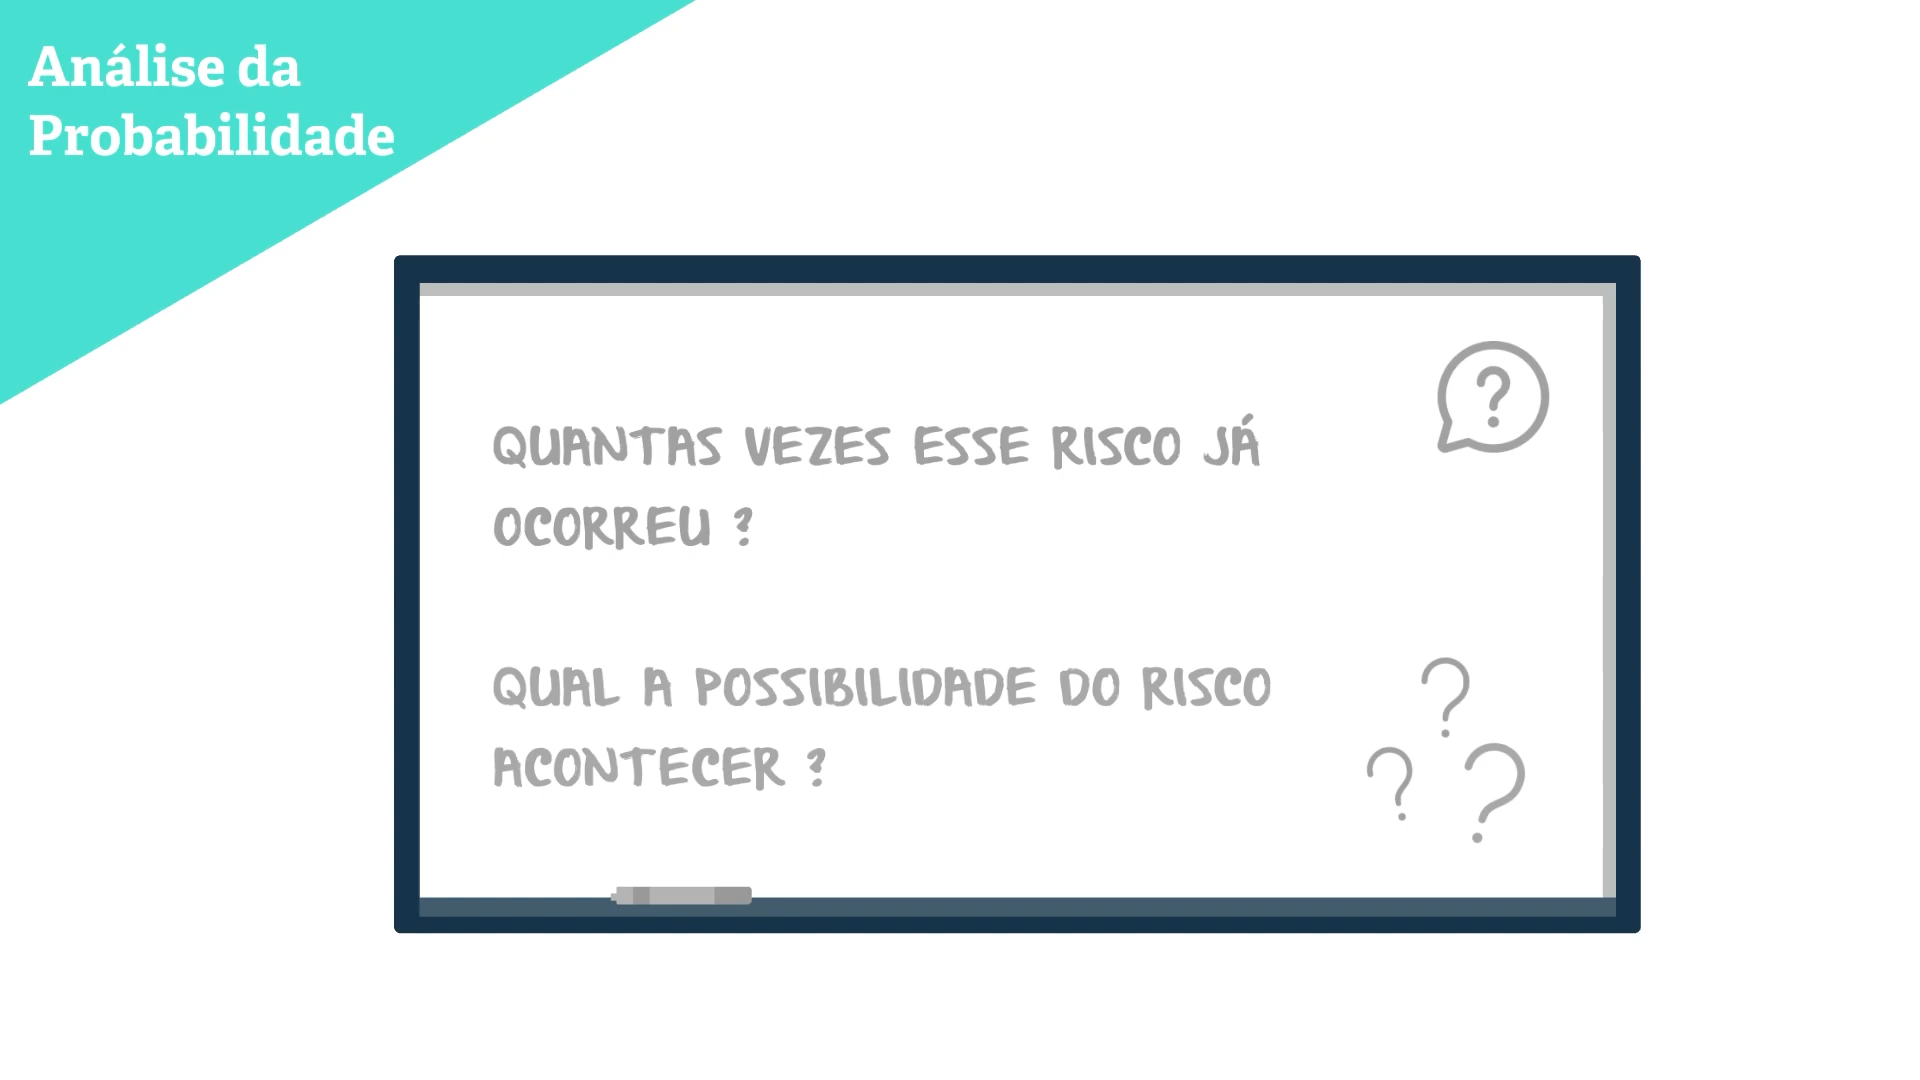 Análise da
Probabilidade
QUANTAS VEZES ESSE RISCO JÁ
OCORREU ?
QUAL A POSSIBILIDADE DO RISCO
ACONTECER ?